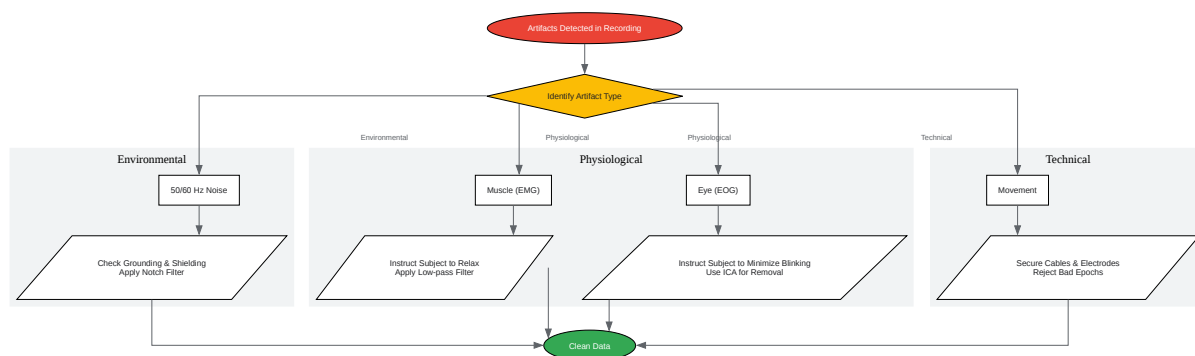 Artifacts Detected in Recording
Identify Artifact Type
Environmental
Physiological
Physiological
Technical
Environmental
Physiological
Technical
50/60 Hz Noise
Muscle (EMG)
Eye (EOG)
Movement
Check Grounding & Shielding
Apply Notch Filter
Instruct Subject to Relax
Apply Low-pass Filter
Instruct Subject to Minimize Blinking
Use ICA for Removal
Secure Cables & Electrodes
Reject Bad Epochs
Clean Data